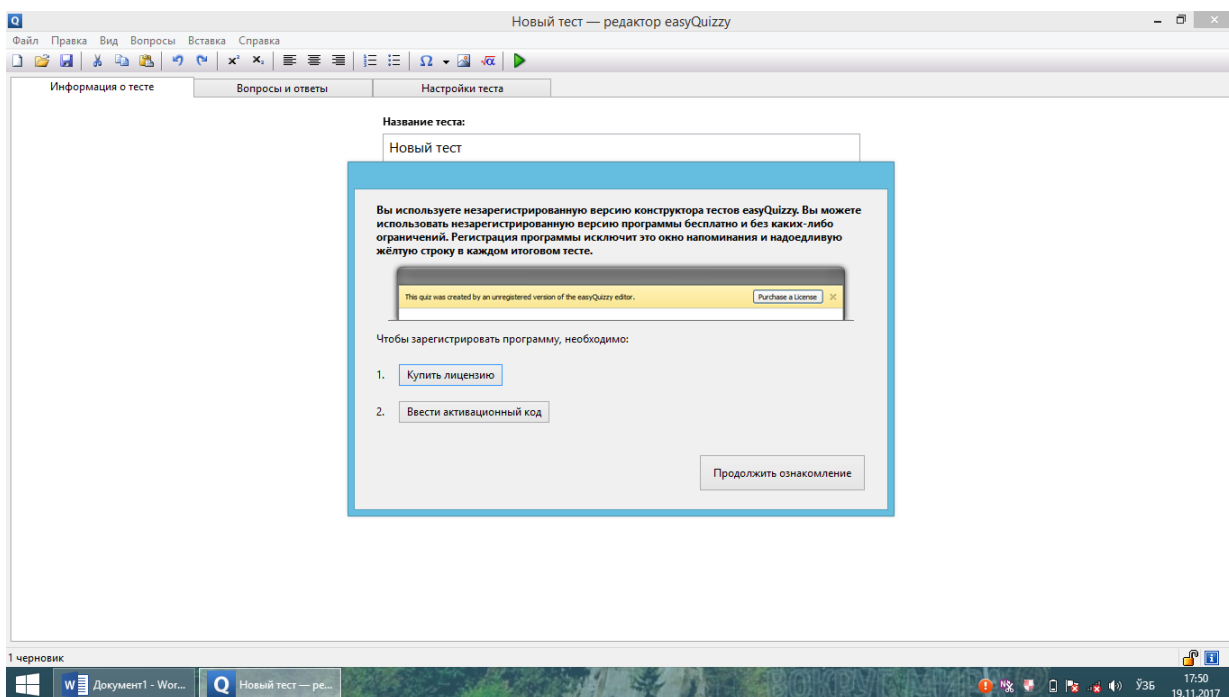 Новый тест — редактор easyQuizzy
Файл Правка Вид Вопросы Вставка Справка
Информация о тесте Вопросы и ответы Настройки теста
Название теста:
Новый тест
Вы используете незарегистрированную версию конструктора тестов easyQuizzy. Вы можете
использовать незарегистрированную версию программы бесплатно и без каких-либо
ограничений. Регистрация программы исключит это окно напоминания и надоедливую
жёлтую строку в каждом итоговом тесте.
This quiz was created by an unregistered version of the easyQuizzy editor. Purchase a License
Чтобы зарегистрировать программу, необходимо:
1. Купить лицензию
2. Ввести активационный код
Продолжить ознакомление
1 черновик
Документ1 - Wor... Новый тест — ре... ЎЗБ 17:50
19.11.2017